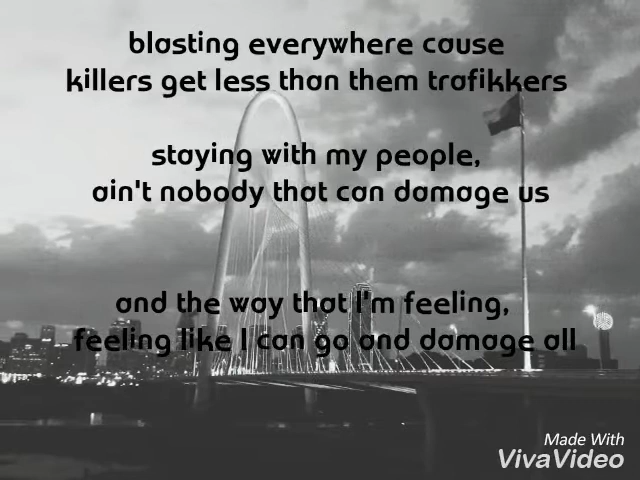 blasting everywhere cause
killers get less than them trafikkers
staying with my people,
ain't nobody that can damage us
and the way that I'm feeling,
feeling like I can go and damage all
Made With
VivaVideo